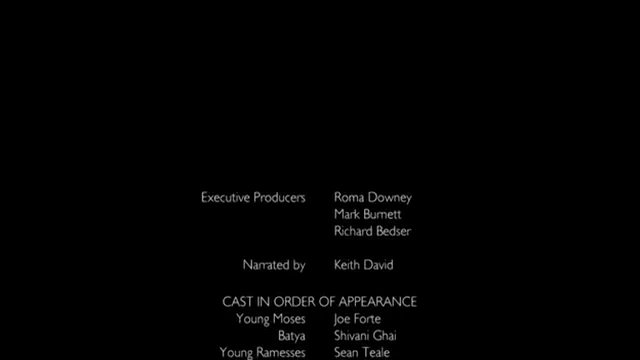 Executive Producers Roma Downey
Mark Burnett
Richard Bedser
Narrated by Keith David
CAST IN ORDER OF APPEARANCE
Young Moses Joe Forte
Batya Shivani Ghai
Young Ramesses Sean Teale